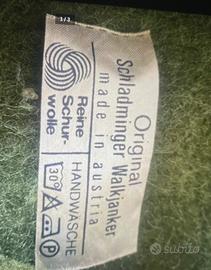 1/3
Original
Schladminger Walkjanker
made in austria
Reine
Schur-
wolle
HANDWÄSCHE
30°
P
subito